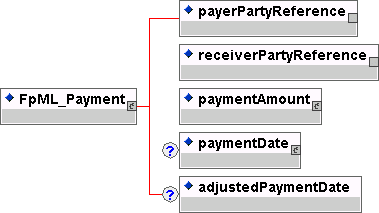 payerPartyReference
receiverPartyReference
FpML_Payment
paymentAmount
? paymentDate
? adjustedPaymentDate